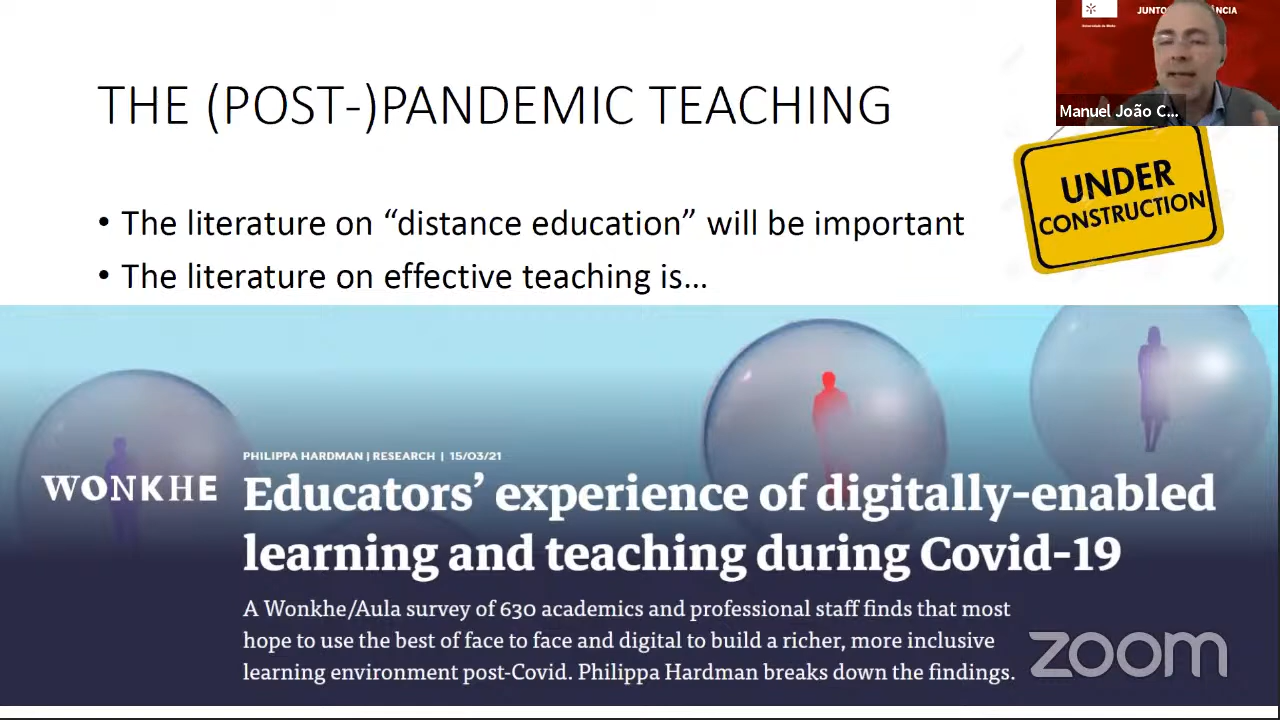 JUNTO
NCIA
THE (POST-)PANDEMIC TEACHING
Manuel João C...
UNDER
CONSTRUCTION
• The literature on “distance education” will be important
• The literature on effective teaching is...
PHILIPPA HARDMAN | RESEARCH | 15/03/21
WONKHE
Educators’ experience of digitally-enabled
learning and teaching during Covid-19
A Wonkhe/Aula survey of 630 academics and professional staff finds that most
hope to use the best of face to face and digital to build a richer, more inclusive
learning environment post-Covid. Philippa Hardman breaks down the findings.
zoom